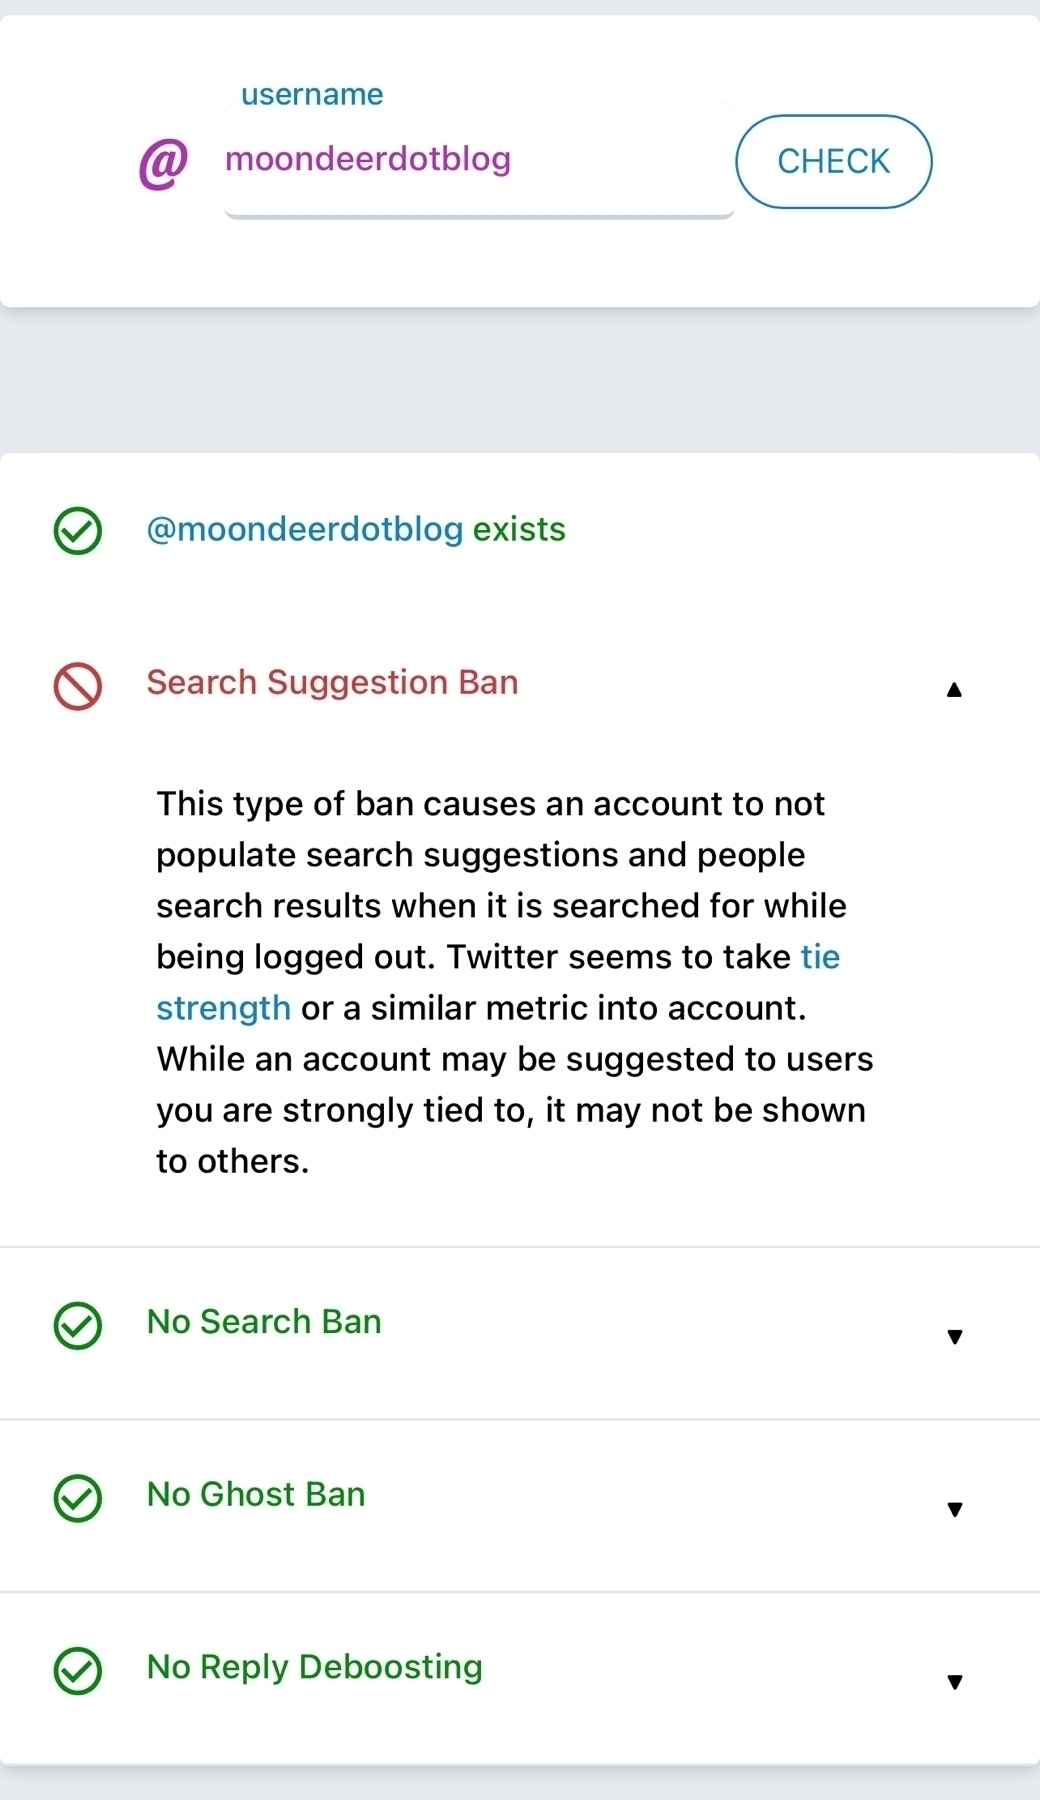 username
@ moondeerdotblog
CHECK
@moondeerdotblog exists
Search Suggestion Ban
This type of ban causes an account to not
populate search suggestions and people
search results when it is searched for while
being logged out. Twitter seems to take tie
strength or a similar metric into account.
While an account may be suggested to users
you are strongly tied to, it may not be shown
to others.
No Search Ban
No Ghost Ban
No Reply Deboosting